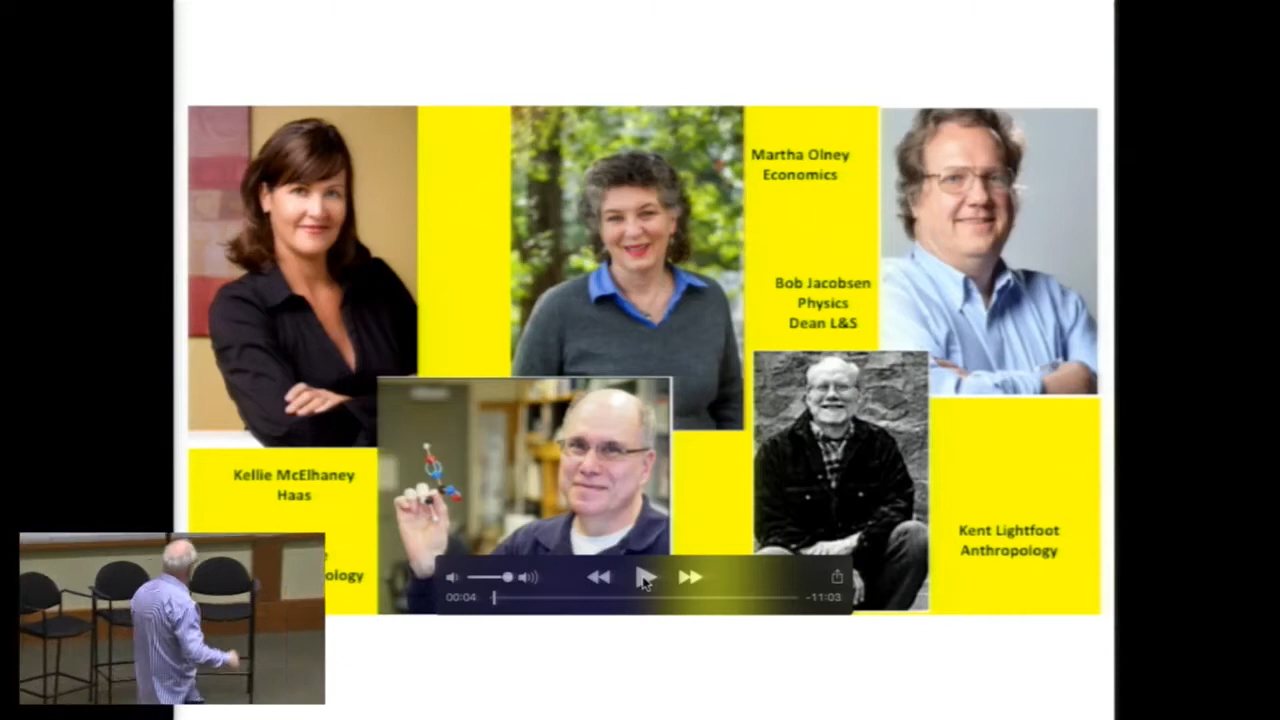 Martha Olney
Economics
Bob Jacobsen
Physics
Dean L&S
Kellie McElhaney
Haas
ology
Kent Lightfoot
Anthropology
00:04
-11:03